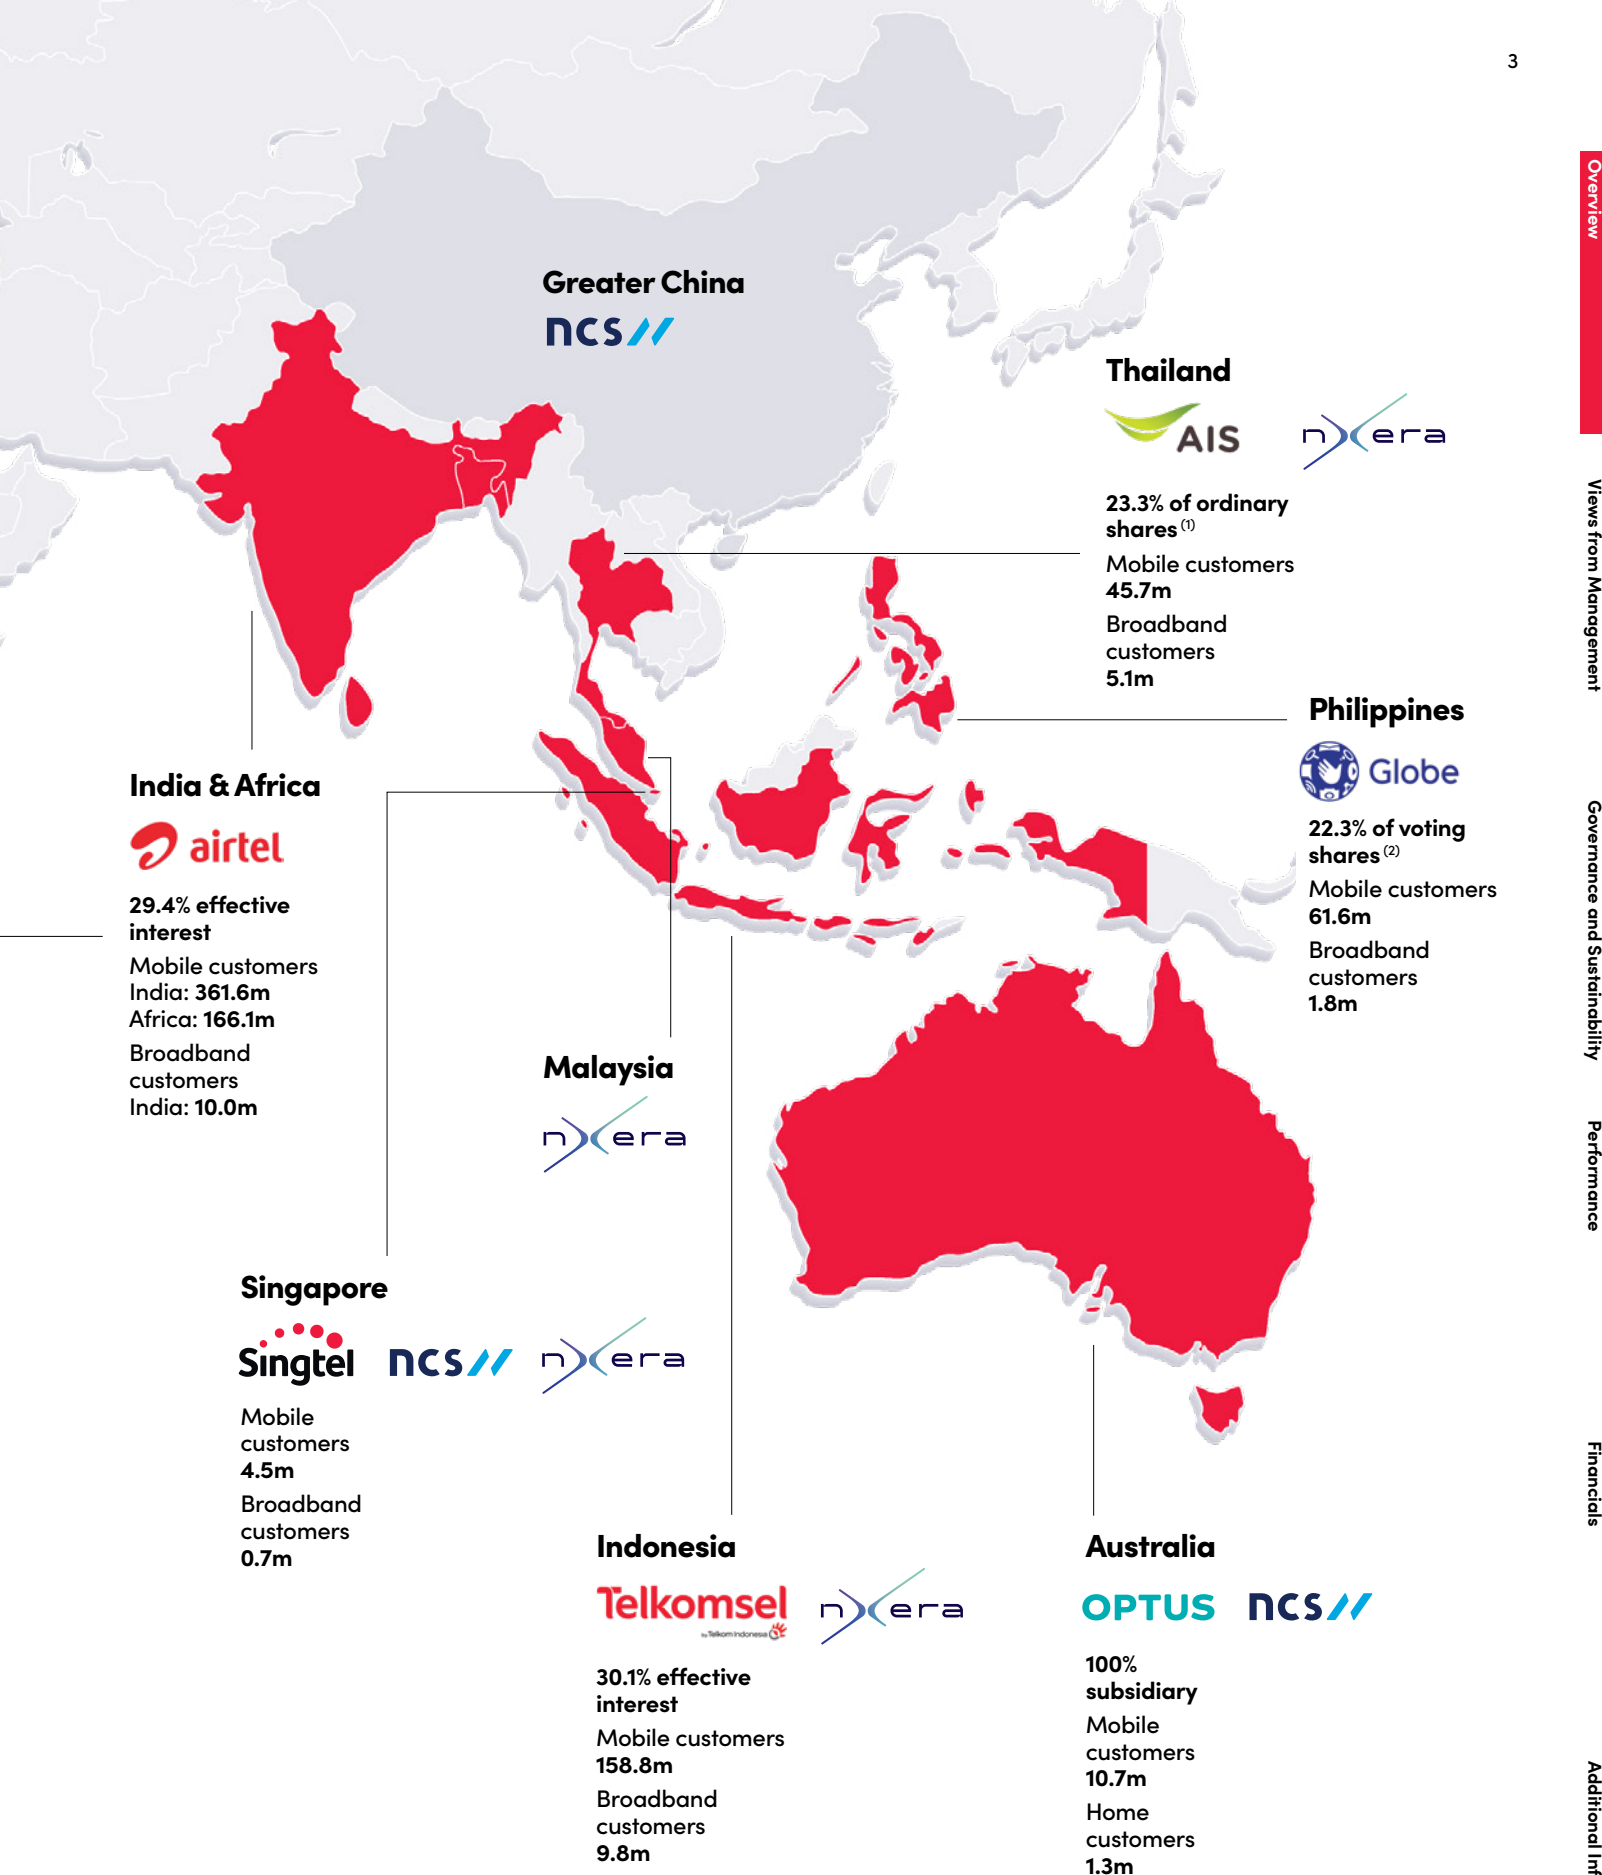 3
Overview
Views from Management
Governance and Sustainability
Performance
Financials
Additional Inf
Greater China
ncs
Thailand
AIS
nxera
23.3% of ordinary
shares (1)
Mobile customers
45.7m
Broadband
customers
5.1m
Philippines
Globe
22.3% of voting
shares (2)
Mobile customers
61.6m
Broadband
customers
1.8m
India & Africa
airtel
29.4% effective
interest
Mobile customers
India: 361.6m
Africa: 166.1m
Broadband
customers
India: 10.0m
Malaysia
nxera
Singapore
Singtel
ncs
nxera
Mobile
customers
4.5m
Broadband
customers
0.7m
Indonesia
Telkomsel
by Telkom Indonesia
nxera
30.1% effective
interest
Mobile customers
158.8m
Broadband
customers
9.8m
Australia
OPTUS
ncs
100%
subsidiary
Mobile
customers
10.7m
Home
customers
1.3m